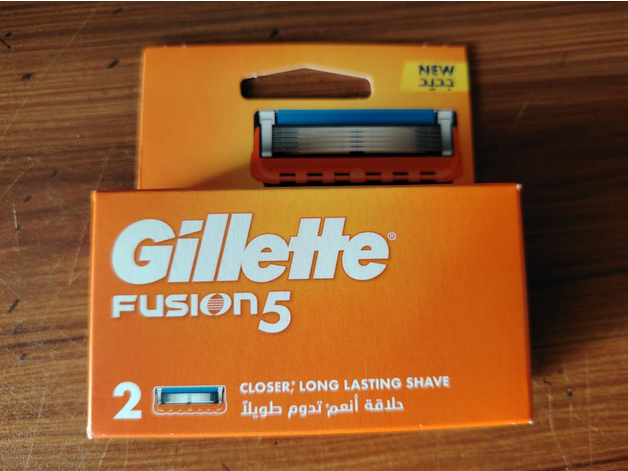 NEW
جديد
Gillette®
FUSION5
2
CLOSER, LONG LASTING SHAVE
حلاقة أنعم، تدوم طويلاً